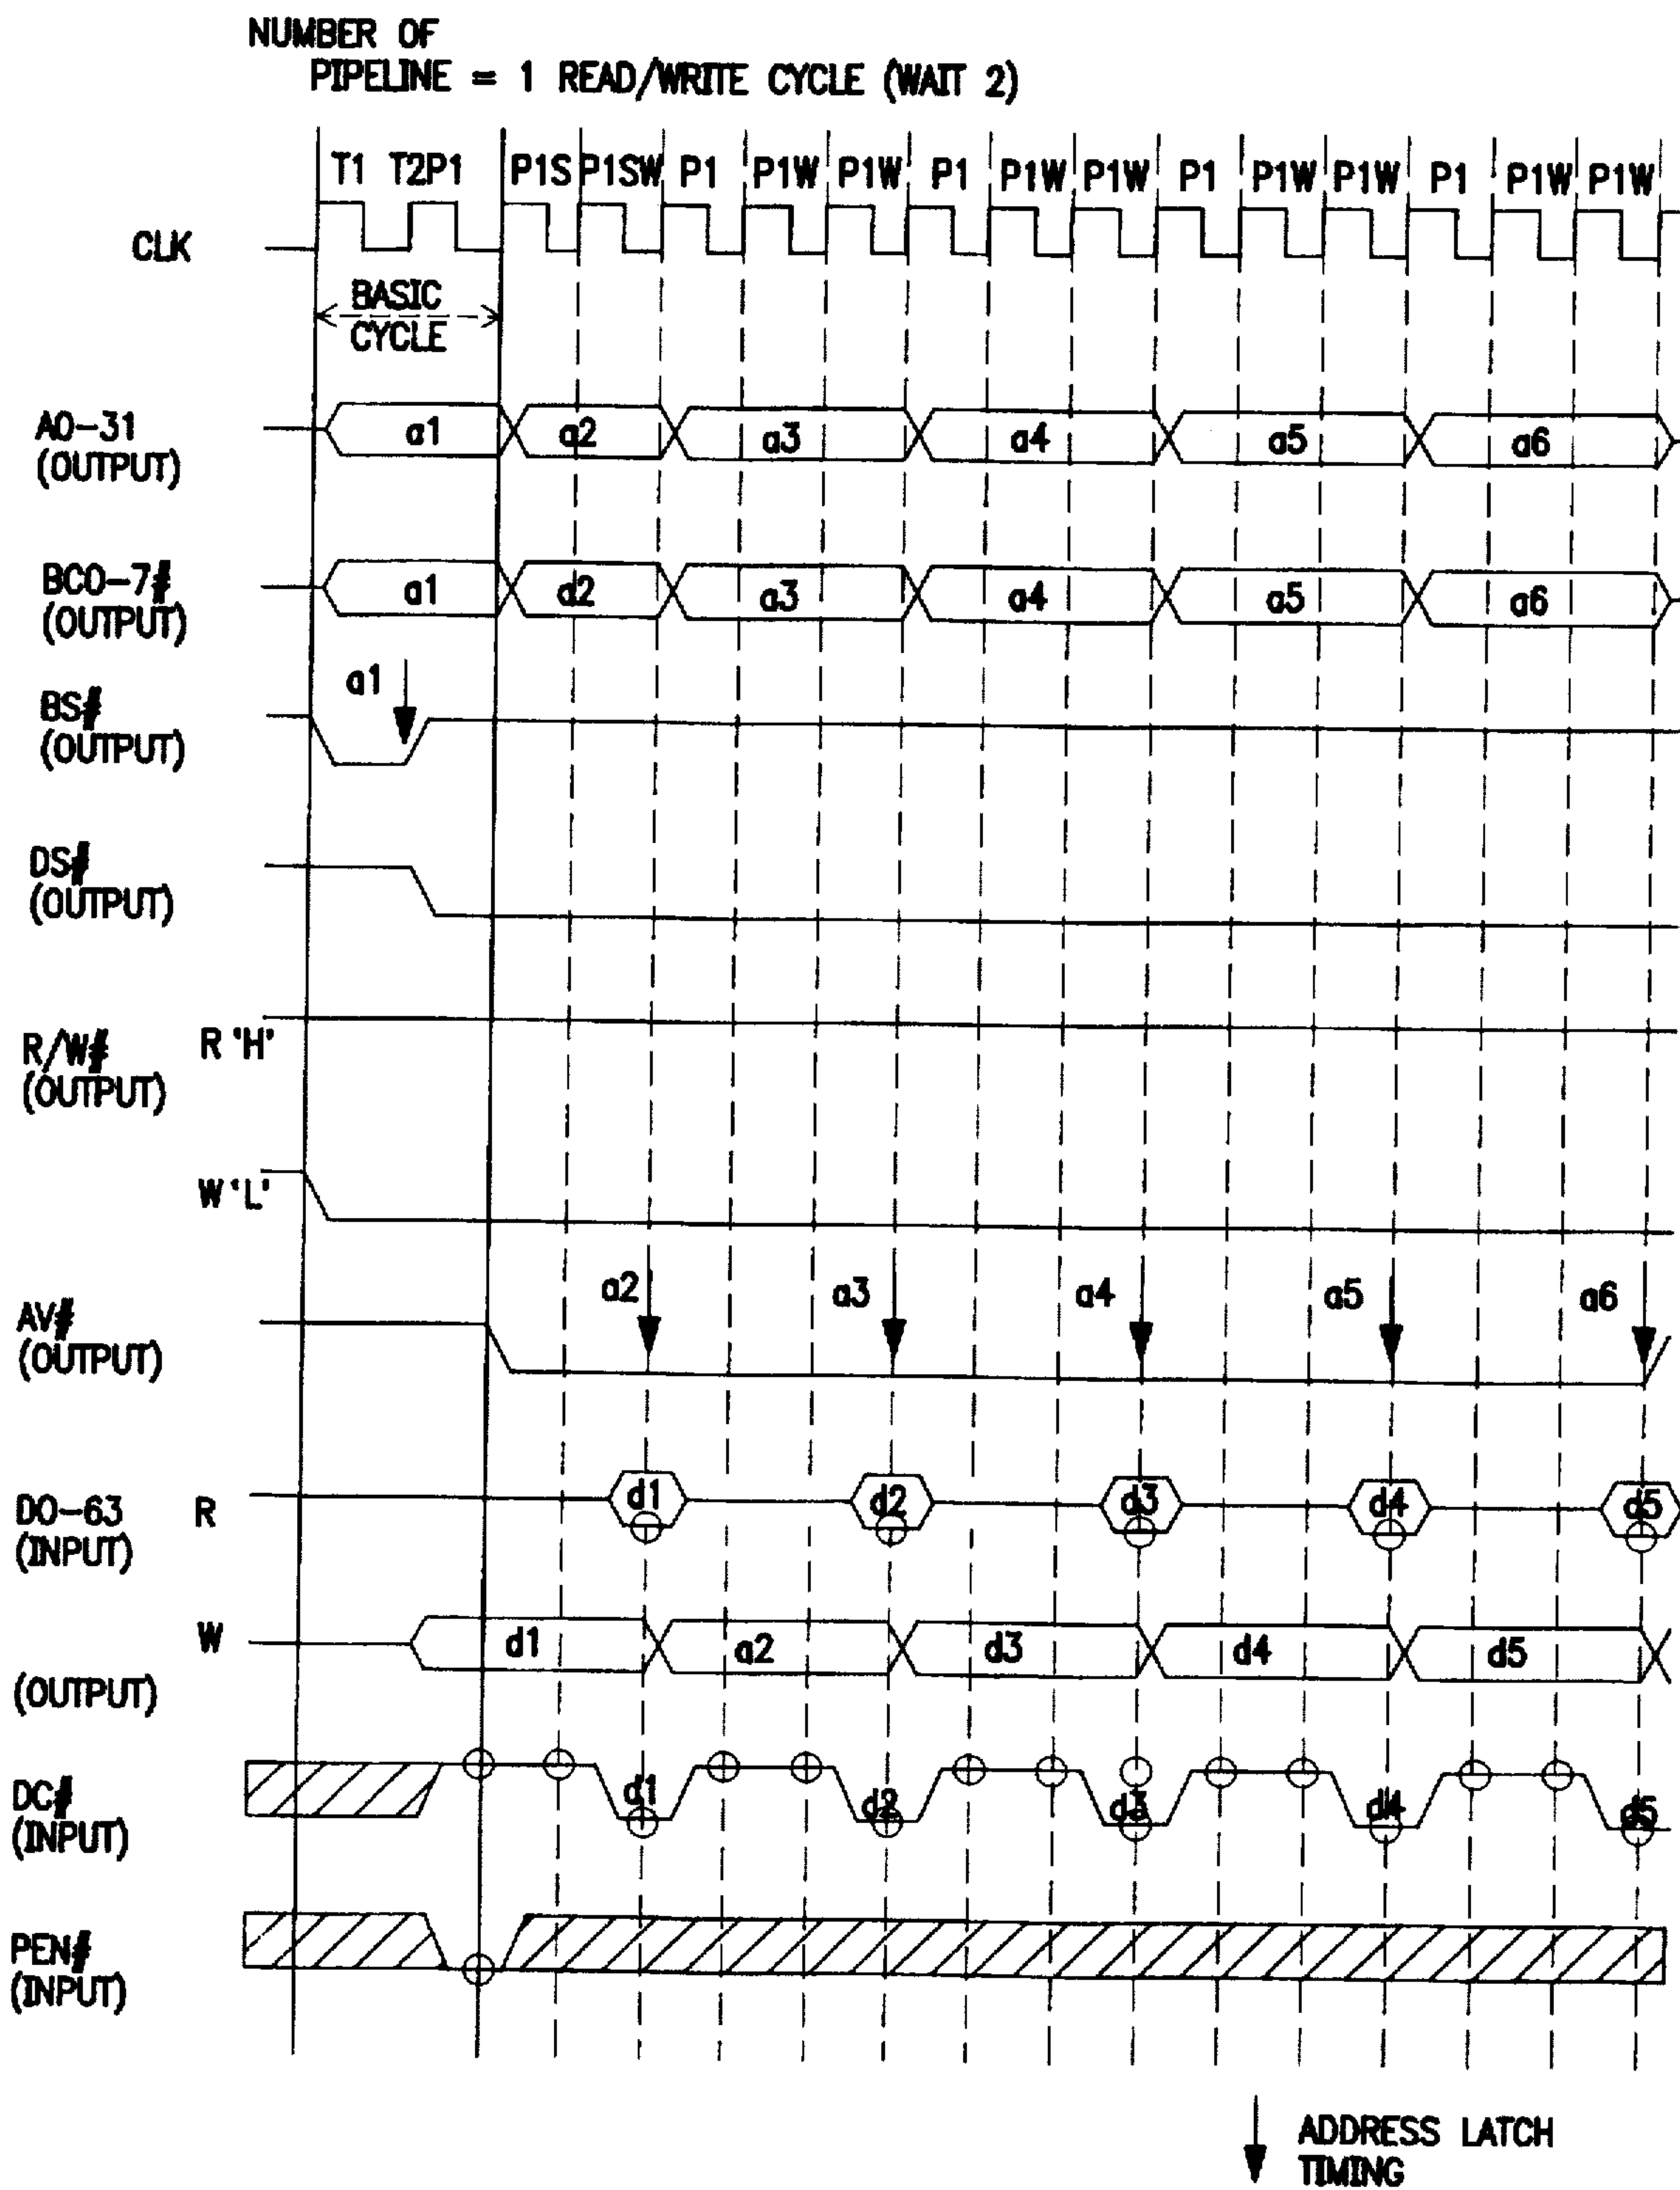 NUMBER OF
PIPELINE = 1 READ/WRITE CYCLE (WAIT 2)
T1 T2P1 P1S P1SW P1 P1W P1W P1 P1W P1W P1 P1W P1W P1 P1W P1W
CLK
BASIC
CYCLE
A0-31
(OUTPUT)
a1 a2 a3 a4 a5 a6
BC0-7#
(OUTPUT)
a1 d2 a3 a4 a5 a6
a1
BS#
(OUTPUT)
DS#
(OUTPUT)
R/W#
(OUTPUT)
R 'H'
W 'L'
a2 a3 a4 a5 a6
AV#
(OUTPUT)
D0-63
(INPUT)
R
d1 d2 d3 d4 d5
W
d1 a2 d3 d4 d5
(OUTPUT)
DC#
(INPUT)
d1 d2 d3 d4 d5
PEN#
(INPUT)
ADDRESS LATCH
TIMING